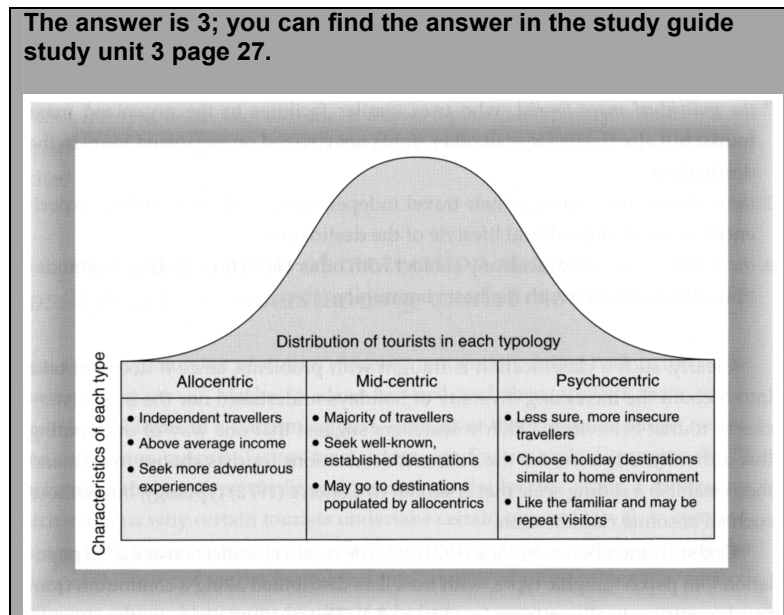 The answer is 3; you can find the answer in the study guide
study unit 3 page 27.
Distribution of tourists in each typology
Characteristics of each type
Allocentric
• Independent travellers
• Above average income
• Seek more adventurous
experiences
Mid-centric
• Majority of travellers
• Seek well-known,
established destinations
• May go to destinations
populated by allocentrics
Psychocentric
• Less sure, more insecure
travellers
• Choose holiday destinations
similar to home environment
• Like the familiar and may be
repeat visitors